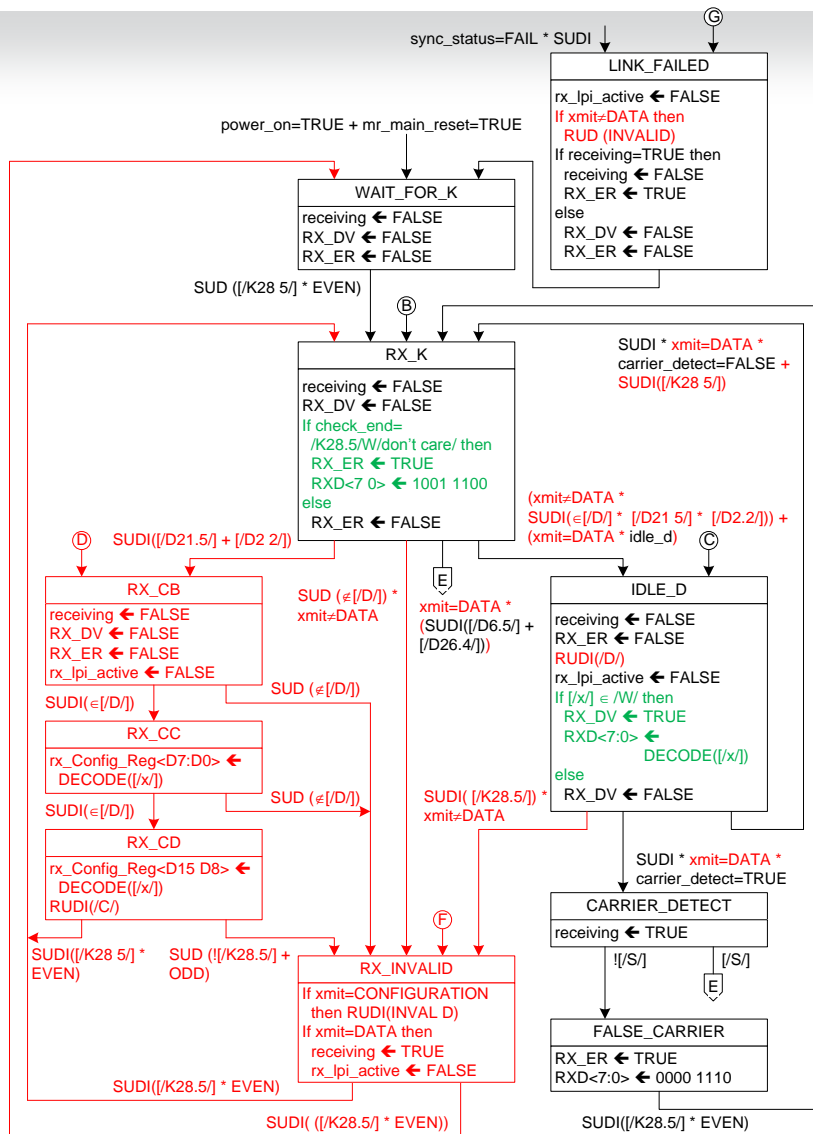 G
sync_status=FAIL * SUDI
LINK_FAILED
rx_lpi_active 🡸 FALSE
If xmit≠DATA then
RUD (INVALID)
If receiving=TRUE then
receiving 🡸 FALSE
RX_ER 🡸 TRUE
else
RX_DV 🡸 FALSE
RX_ER 🡸 FALSE
power_on=TRUE + mr_main_reset=TRUE
WAIT_FOR_K
receiving 🡸 FALSE
RX_DV 🡸 FALSE
RX_ER 🡸 FALSE
SUD ([/K28 5/] * EVEN)
B
RX_K
receiving 🡸 FALSE
RX_DV 🡸 FALSE
If check_end=
/K28.5/W/don't care/ then
RX_ER 🡸 TRUE
RXD<7 0> 🡸 1001 1100
else
RX_ER 🡸 FALSE
SUDI * xmit=DATA *
carrier_detect=FALSE +
SUDI([/K28 5/])
(xmit≠DATA *
SUDI(∈[/D/] * [/D21 5/] * [/D2.2/])) +
(xmit=DATA * idle_d)
D
SUDI([/D21.5/] + [/D2 2/])
RX_CB
receiving 🡸 FALSE
RX_DV 🡸 FALSE
RX_ER 🡸 FALSE
rx_lpi_active 🡸 FALSE
SUD (∉[/D/]) *
xmit≠DATA
E
xmit=DATA *
(SUDI([/D6.5/] +
[/D26.4/]))
C
IDLE_D
receiving 🡸 FALSE
RX_ER 🡸 FALSE
RUDI(/D/)
rx_lpi_active 🡸 FALSE
If [/x/] ∈ /W/ then
RX_DV 🡸 TRUE
RXD<7:0> 🡸
DECODE([/x/])
else
RX_DV 🡸 FALSE
SUDI(∈[/D/])
SUD (∉[/D/])
RX_CC
rx_Config_Reg<D7:D0> 🡸
DECODE([/x/])
SUDI(∈[/D/])
SUD (∉[/D/])
SUDI( [/K28.5/]) *
xmit≠DATA
RX_CD
rx_Config_Reg<D15 D8> 🡸
DECODE([/x/])
RUDI(/C/)
SUDI * xmit=DATA *
carrier_detect=TRUE
CARRIER_DETECT
receiving 🡸 TRUE
SUDI([/K28 5/] *
EVEN)
SUD (![/K28.5/] +
ODD)
F
RX_INVALID
If xmit=CONFIGURATION
then RUDI(INVAL D)
If xmit=DATA then
receiving 🡸 TRUE
rx_lpi_active 🡸 FALSE
![/S/]
[/S/]
E
FALSE_CARRIER
RX_ER 🡸 TRUE
RXD<7:0> 🡸 0000 1110
SUDI([/K28.5/] * EVEN)
SUDI( ([/K28.5/] * EVEN))
SUDI([/K28.5/] * EVEN)